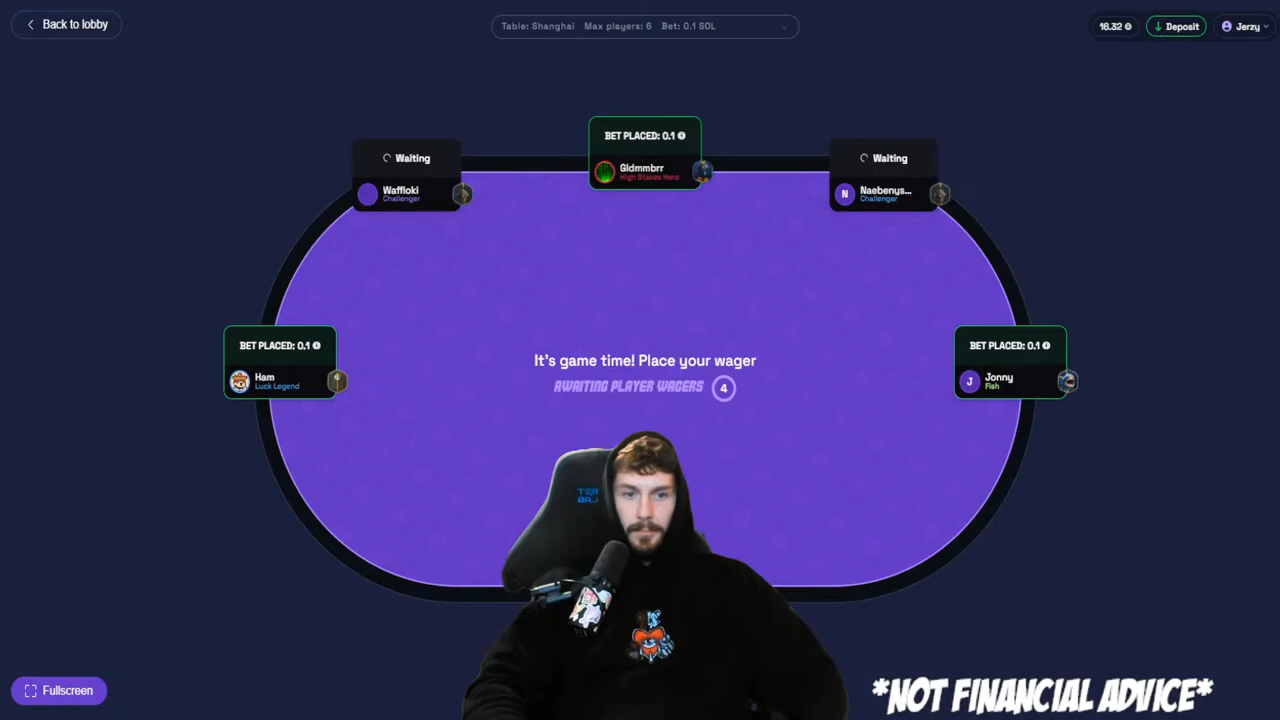 Back to lobby
Table: Shanghai Max players: 6 Bet: 0.1 SOL
16.32
Deposit
Jerzy
BET PLACED: 0.1
Gldmmbrr
High Stakes Hero
Waiting
Waffloki
Challenger
Waiting
N
Naebenys...
Challenger
BET PLACED: 0.1
Ham
Luck Legend
BET PLACED: 0.1
J
Jonny
Fish
It's game time! Place your wager
AWAITING PLAYER WAGERS 4
Fullscreen
*NOT FINANCIAL ADVICE*